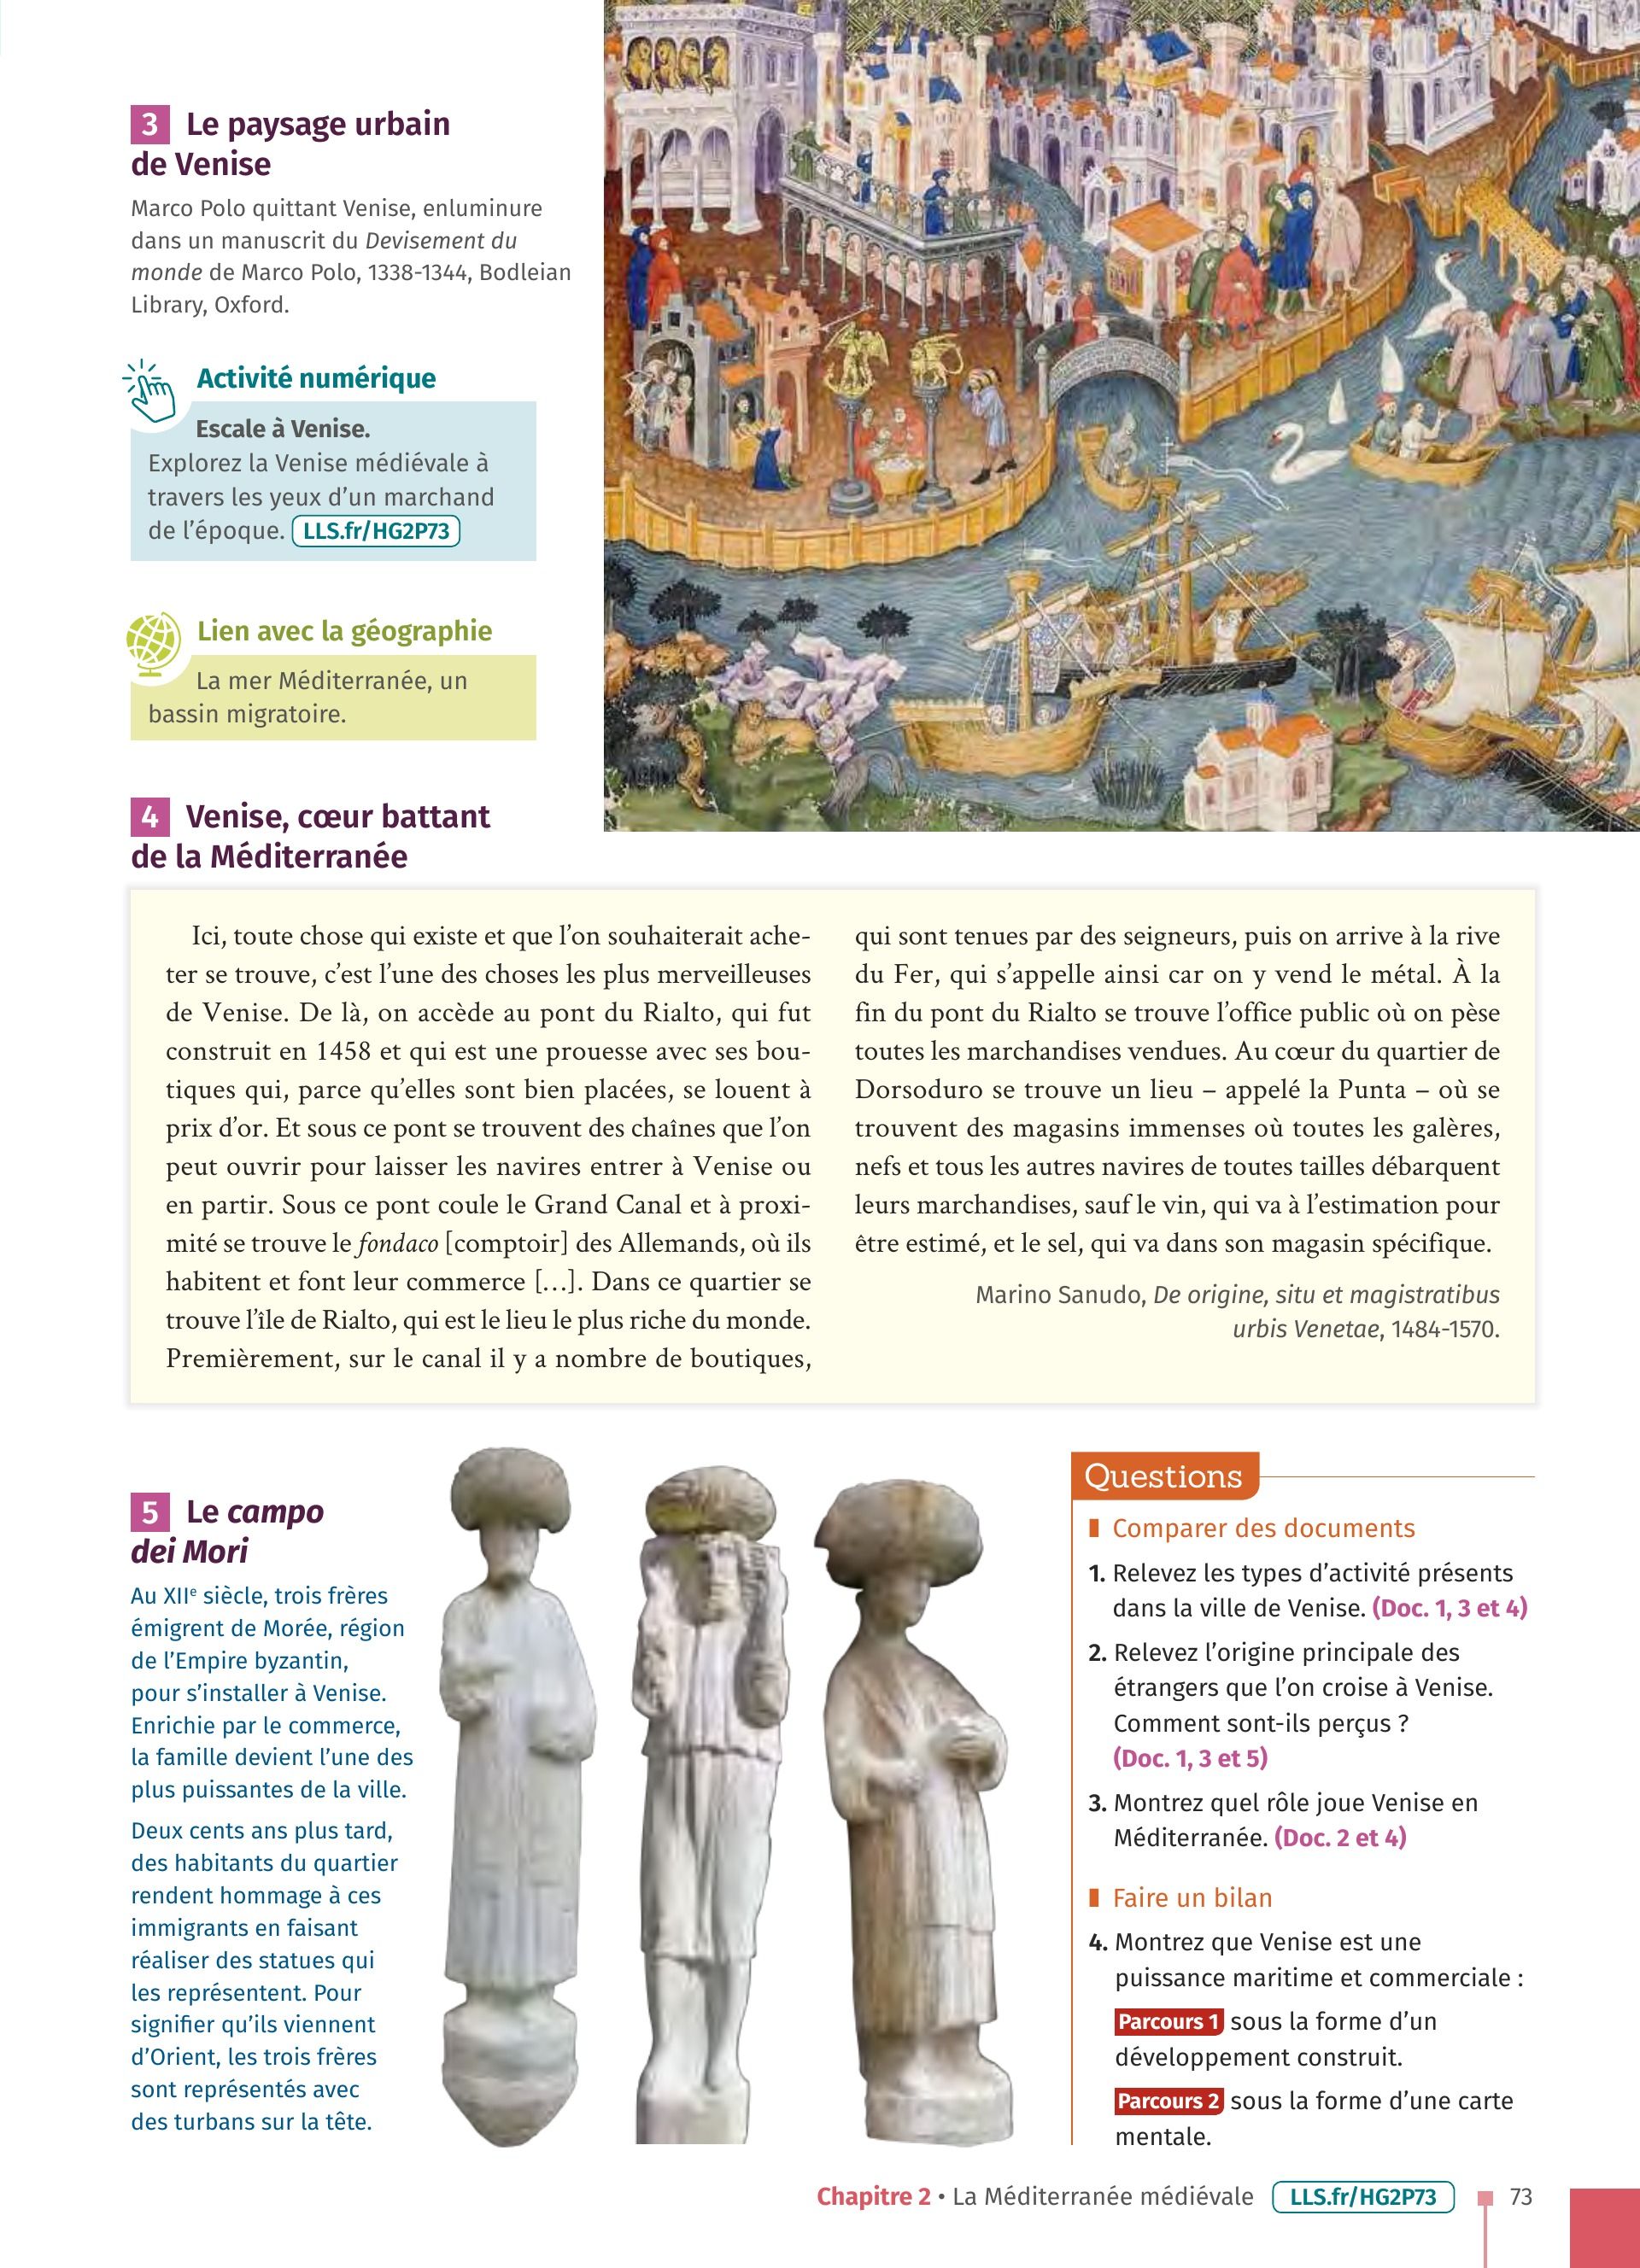 3 Le paysage urbain
de Venise
Marco Polo quittant Venise, enluminure
dans un manuscrit du Devisement du
monde de Marco Polo, 1338-1344, Bodleian
Library, Oxford.
Activité numérique
Escale à Venise.
Explorez la Venise médiévale à
travers les yeux d’un marchand
de l’époque. LLS.fr/HG2P73
Lien avec la géographie
La mer Méditerranée, un
bassin migratoire.
4 Venise, cœur battant
de la Méditerranée
Ici, toute chose qui existe et que l’on souhaiterait ache-
ter se trouve, c’est l’une des choses les plus merveilleuses
de Venise. De là, on accède au pont du Rialto, qui fut
construit en 1458 et qui est une prouesse avec ses bou-
tiques qui, parce qu’elles sont bien placées, se louent à
prix d’or. Et sous ce pont se trouvent des chaînes que l’on
peut ouvrir pour laisser les navires entrer à Venise ou
en partir. Sous ce pont coule le Grand Canal et à proxi-
mité se trouve le fondaco [comptoir] des Allemands, où ils
habitent et font leur commerce […]. Dans ce quartier se
trouve l’île de Rialto, qui est le lieu le plus riche du monde.
Premièrement, sur le canal il y a nombre de boutiques,
qui sont tenues par des seigneurs, puis on arrive à la rive
du Fer, qui s’appelle ainsi car on y vend le métal. À la
fin du pont du Rialto se trouve l’office public où on pèse
toutes les marchandises vendues. Au cœur du quartier de
Dorsoduro se trouve un lieu – appelé la Punta – où se
trouvent des magasins immenses où toutes les galères,
nefs et tous les autres navires de toutes tailles débarquent
leurs marchandises, sauf le vin, qui va à l’estimation pour
être estimé, et le sel, qui va dans son magasin spécifique.
Marino Sanudo, De origine, situ et magistratibus
urbis Venetae, 1484-1570.
5 Le campo
dei Mori
Au XIIe siècle, trois frères
émigrent de Morée, région
de l’Empire byzantin,
pour s’installer à Venise.
Enrichie par le commerce,
la famille devient l’une des
plus puissantes de la ville.
Deux cents ans plus tard,
des habitants du quartier
rendent hommage à ces
immigrants en faisant
réaliser des statues qui
les représentent. Pour
signifier qu’ils viennent
d’Orient, les trois frères
sont représentés avec
des turbans sur la tête.
Questions
Comparer des documents
1. Relevez les types d’activité présents
dans la ville de Venise. (Doc. 1, 3 et 4)
2. Relevez l’origine principale des
étrangers que l’on croise à Venise.
Comment sont-ils perçus ?
(Doc. 1, 3 et 5)
3. Montrez quel rôle joue Venise en
Méditerranée. (Doc. 2 et 4)
Faire un bilan
4. Montrez que Venise est une
puissance maritime et commerciale :
Parcours 1 sous la forme d’un
développement construit.
Parcours 2 sous la forme d’une carte
mentale.
Chapitre 2 • La Méditerranée médiévale LLS.fr/HG2P73 73